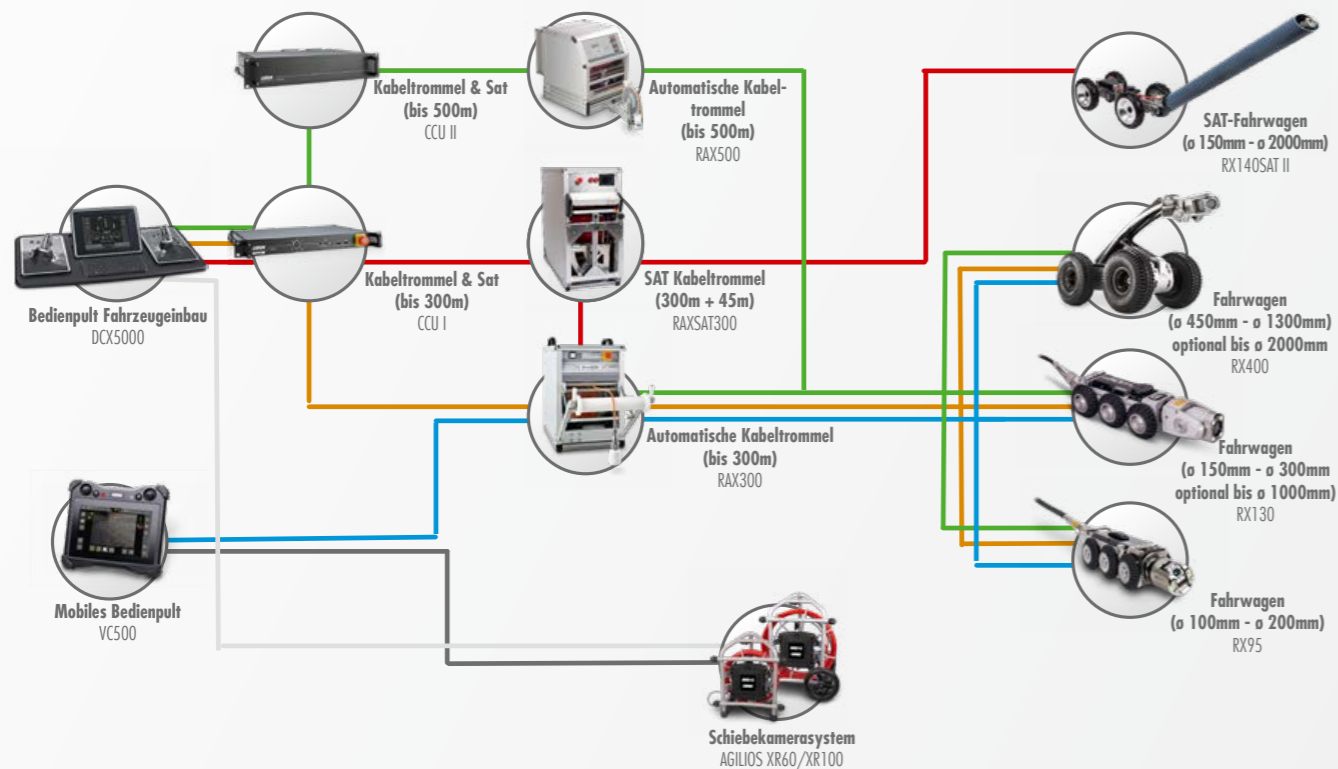 Kabeltrommel & Sat
(bis 500m)
CCU II
Automatische Kabel-
trommel
(bis 500m)
RAX500
SAT-Fahrwagen
(ø 150mm - ø 2000mm)
RX140SAT II
Bedienpult Fahrzeugeinbau
DCX5000
Kabeltrommel & Sat
(bis 300m)
CCU I
SAT Kabeltrommel
(300m + 45m)
RAXSAT300
Fahrwagen
(ø 450mm - ø 1300mm)
optional bis ø 2000mm
RX400
Automatische Kabeltrommel
(bis 300m)
RAX300
Fahrwagen
(ø 150mm - ø 300mm
optional bis ø 1000mm)
RX130
Mobiles Bedienpult
VC500
Fahrwagen
(ø 100mm - ø 200mm)
RX95
Schiebekamerasystem
AGILIOS XR60/XR100